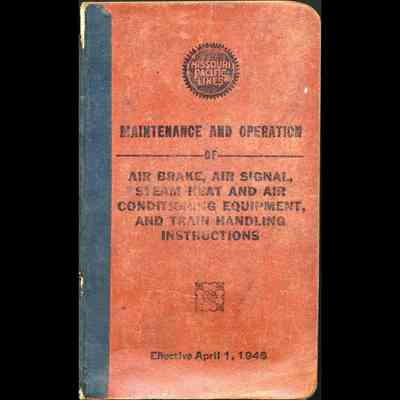 MISSOURI
PACIFIC
LINES
MAINTENANCE AND OPERATION
OF
AIR BRAKE, AIR SIGNAL,
STEAM HEAT AND AIR
CONDITIONING EQUIPMENT,
AND TRAIN HANDLING
INSTRUCTIONS
Effective April 1, 1946